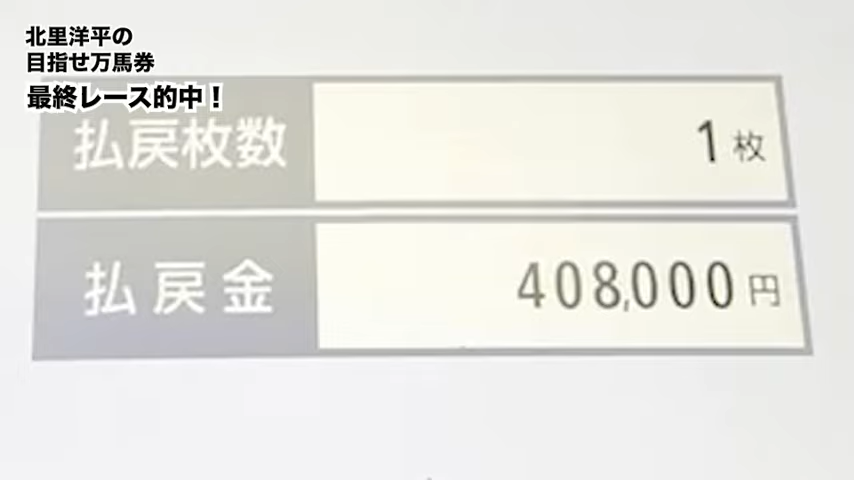 北里洋平の
目指せ万馬券
最終レース的中！
払戻枚数 1枚
払戻金 408,000円